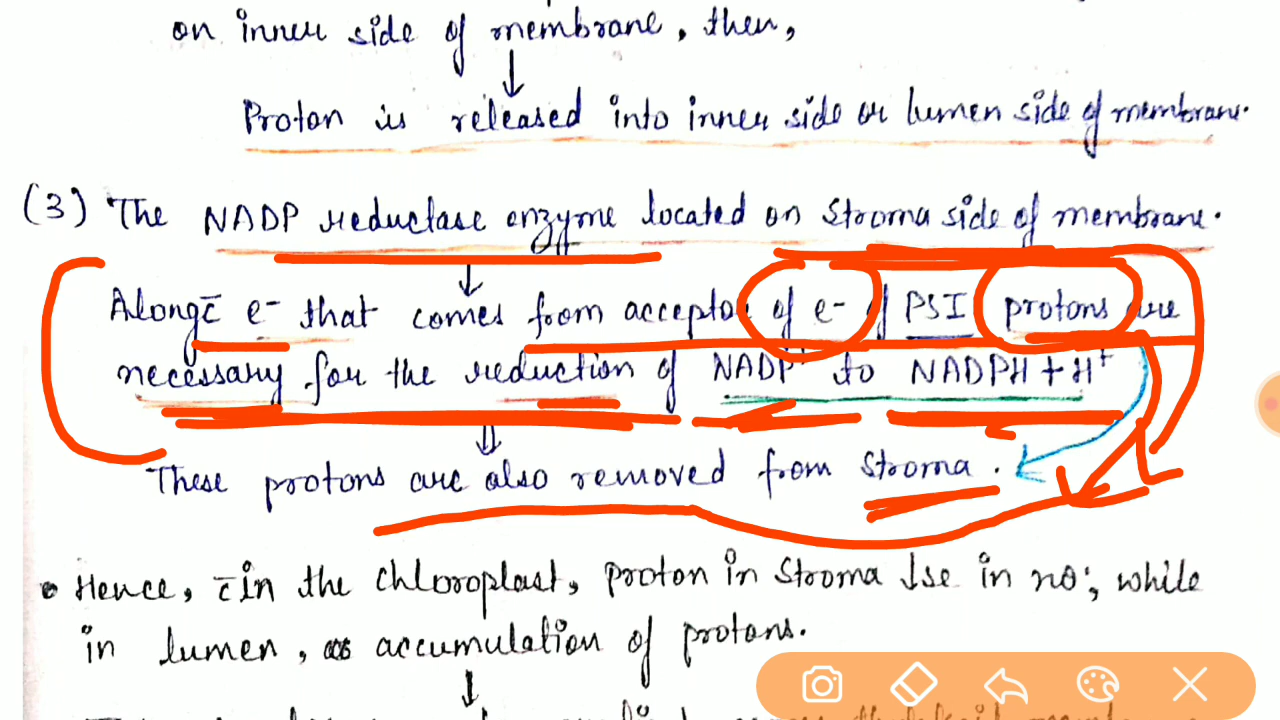 on inner side of membrane, then,
↓
Proton is released into inner side or lumen side of membrane.
(3) The NADP reductase enzyme located on stroma side of membrane.
↓
Along c̄ e- that comes from acceptor of e- of PSI protons are
necessary for the reduction of NADP+ to NADPH + H+
⇓
These protons are also removed from stroma.
• Hence, c̄in the chloroplast, proton in stroma ↓se in no:, while
in lumen, as accumulation of protons.
↓